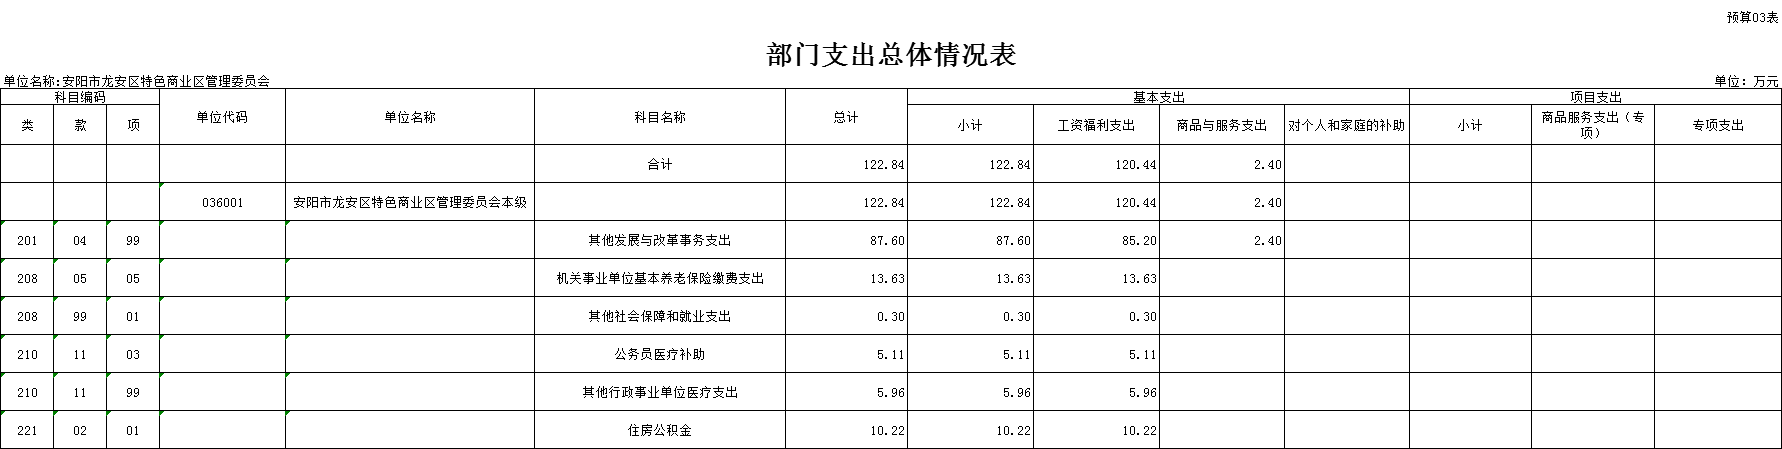 预算03表
部门支出总体情况表
单位名称:安阳市龙安区特色商业区管理委员会 单位：万元
科目编码 单位代码 单位名称 科目名称 总计 基本支出 项目支出
类 款 项 小计 工资福利支出 商品与服务支出 对个人和家庭的补助 小计 商品服务支出（专项） 专项支出
合计 122.84 122.84 120.44 2.40
036001 安阳市龙安区特色商业区管理委员会本级 122.84 122.84 120.44 2.40
201 04 99 其他发展与改革事务支出 87.60 87.60 85.20 2.40
208 05 05 机关事业单位基本养老保险缴费支出 13.63 13.63 13.63
208 99 01 其他社会保障和就业支出 0.30 0.30 0.30
210 11 03 公务员医疗补助 5.11 5.11 5.11
210 11 99 其他行政事业单位医疗支出 5.96 5.96 5.96
221 02 01 住房公积金 10.22 10.22 10.22